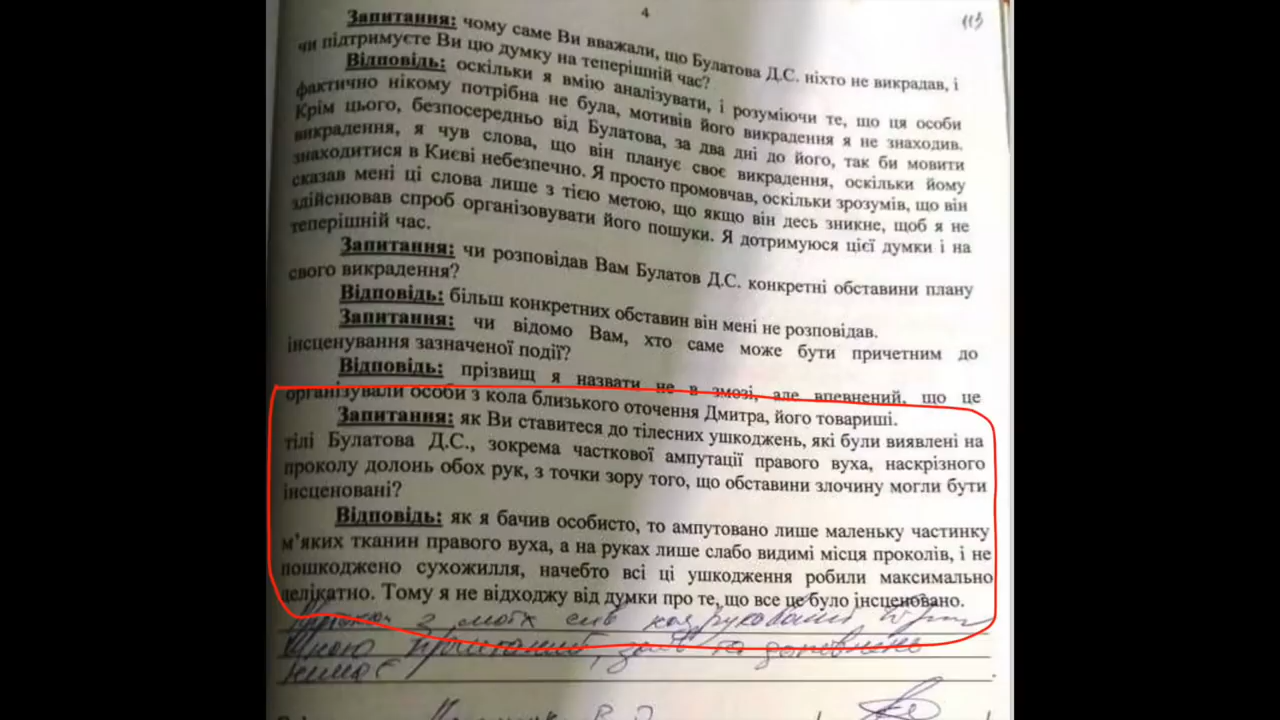 4
113
Запитання: чому саме Ви вважали, що Булатова Д.С. ніхто не викрадав, і
чи підтримуєте Ви цю думку на теперішній час?
Відповідь: оскільки я вмію аналізувати, і розуміючи те, що ця особи
фактично нікому потрібна не була, мотивів його викрадення я не знаходив.
Крім цього, безпосередньо від Булатова, за два дні до його, так би мовити
викрадення, я чув слова, що він планує своє викрадення, оскільки йому
знаходитися в Києві небезпечно. Я просто промовчав, оскільки зрозумів, що він
сказав мені ці слова лише з тією метою, що якщо він десь зникне, щоб я не
здійснював спроб організовувати його пошуки. Я дотримуюся цієї думки і на
теперішній час.
Запитання: чи розповідав Вам Булатов Д.С. конкретні обставини плану
свого викрадення?
Відповідь: більш конкретних обставин він мені не розповідав.
Запитання: чи відомо Вам, хто саме може бути причетним до
інсценування зазначеної події?
Відповідь: прізвищ я назвати не в змозі, але впевнений, що це
організували особи з кола близького оточення Дмитра, його товариші.
Запитання: як Ви ставитеся до тілесних ушкоджень, які були виявлені на
тілі Булатова Д.С., зокрема часткової ампутації правого вуха, наскрізного
проколу долонь обох рук, з точки зору того, що обставини злочину могли бути
інсценовані?
Відповідь: як я бачив особисто, то ампутовано лише маленьку частинку
м'яких тканин правого вуха, а на руках лише слабо видимі місця проколів, і не
пошкоджено сухожилля, начебто всі ці ушкодження робили максимально
делікатно. Тому я не відходжу від думки про те, що все це було інсценовано.
з моїх слів надрукований
Мною прочитаний, змін та доповнень
немає